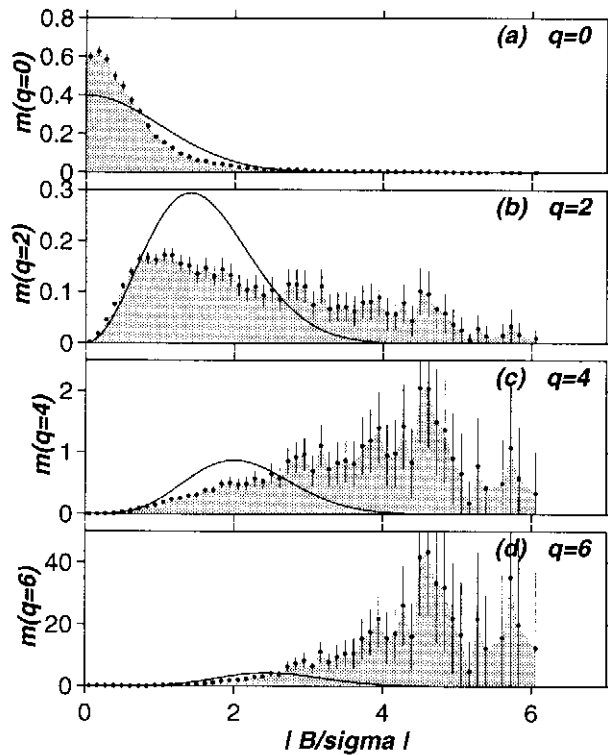 0.8
0.6
0.4
0.2
0
m(q=0)
(a) q=0
0.3
0.2
0.1
0
m(q=2)
(b) q=2
2
1
0
m(q=4)
(c) q=4
40
20
0
m(q=6)
(d) q=6
0 2 4 6
| B/sigma |